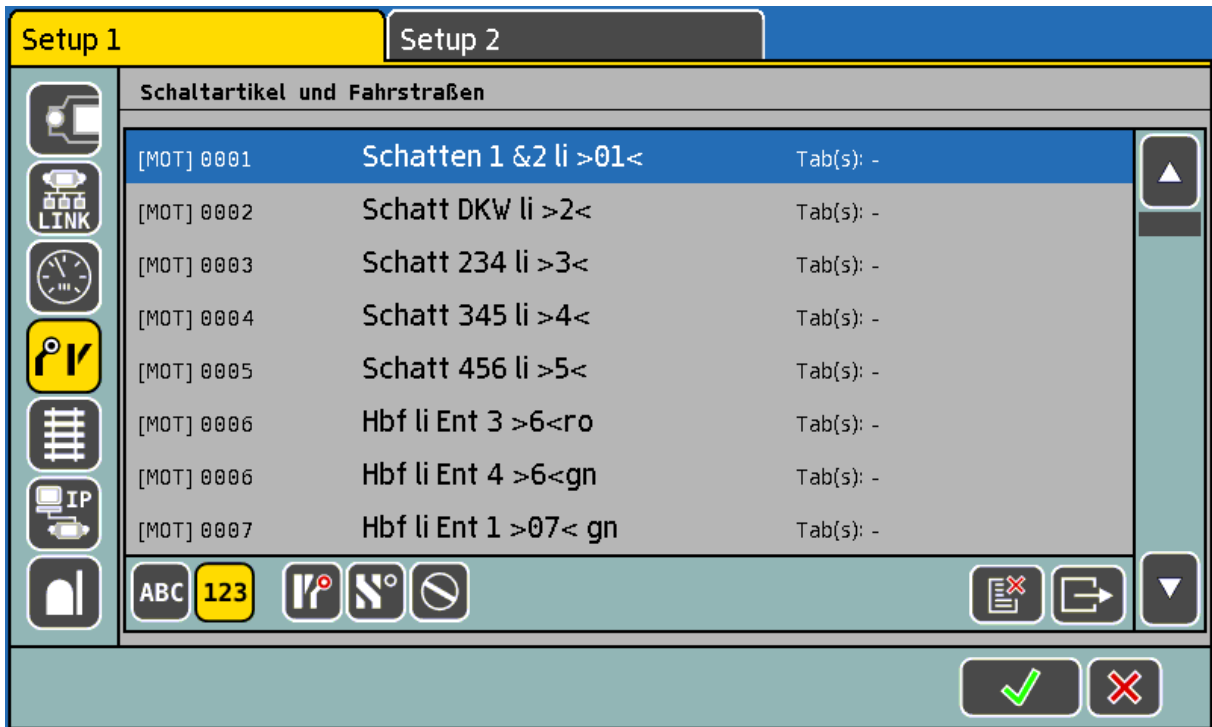 Setup 1
Setup 2
Schaltartikel und Fahrstraßen
[MOT] 0001 Schatten 1 &2 li >01< Tab(s): -
[MOT] 0002 Schatt DKW li >2< Tab(s): -
[MOT] 0003 Schatt 234 li >3< Tab(s): -
[MOT] 0004 Schatt 345 li >4< Tab(s): -
[MOT] 0005 Schatt 456 li >5< Tab(s): -
[MOT] 0006 Hbf li Ent 3 >6<ro Tab(s): -
[MOT] 0006 Hbf li Ent 4 >6<gn Tab(s): -
[MOT] 0007 Hbf li Ent 1 >07< gn Tab(s): -
LINK
IP
ABC 123